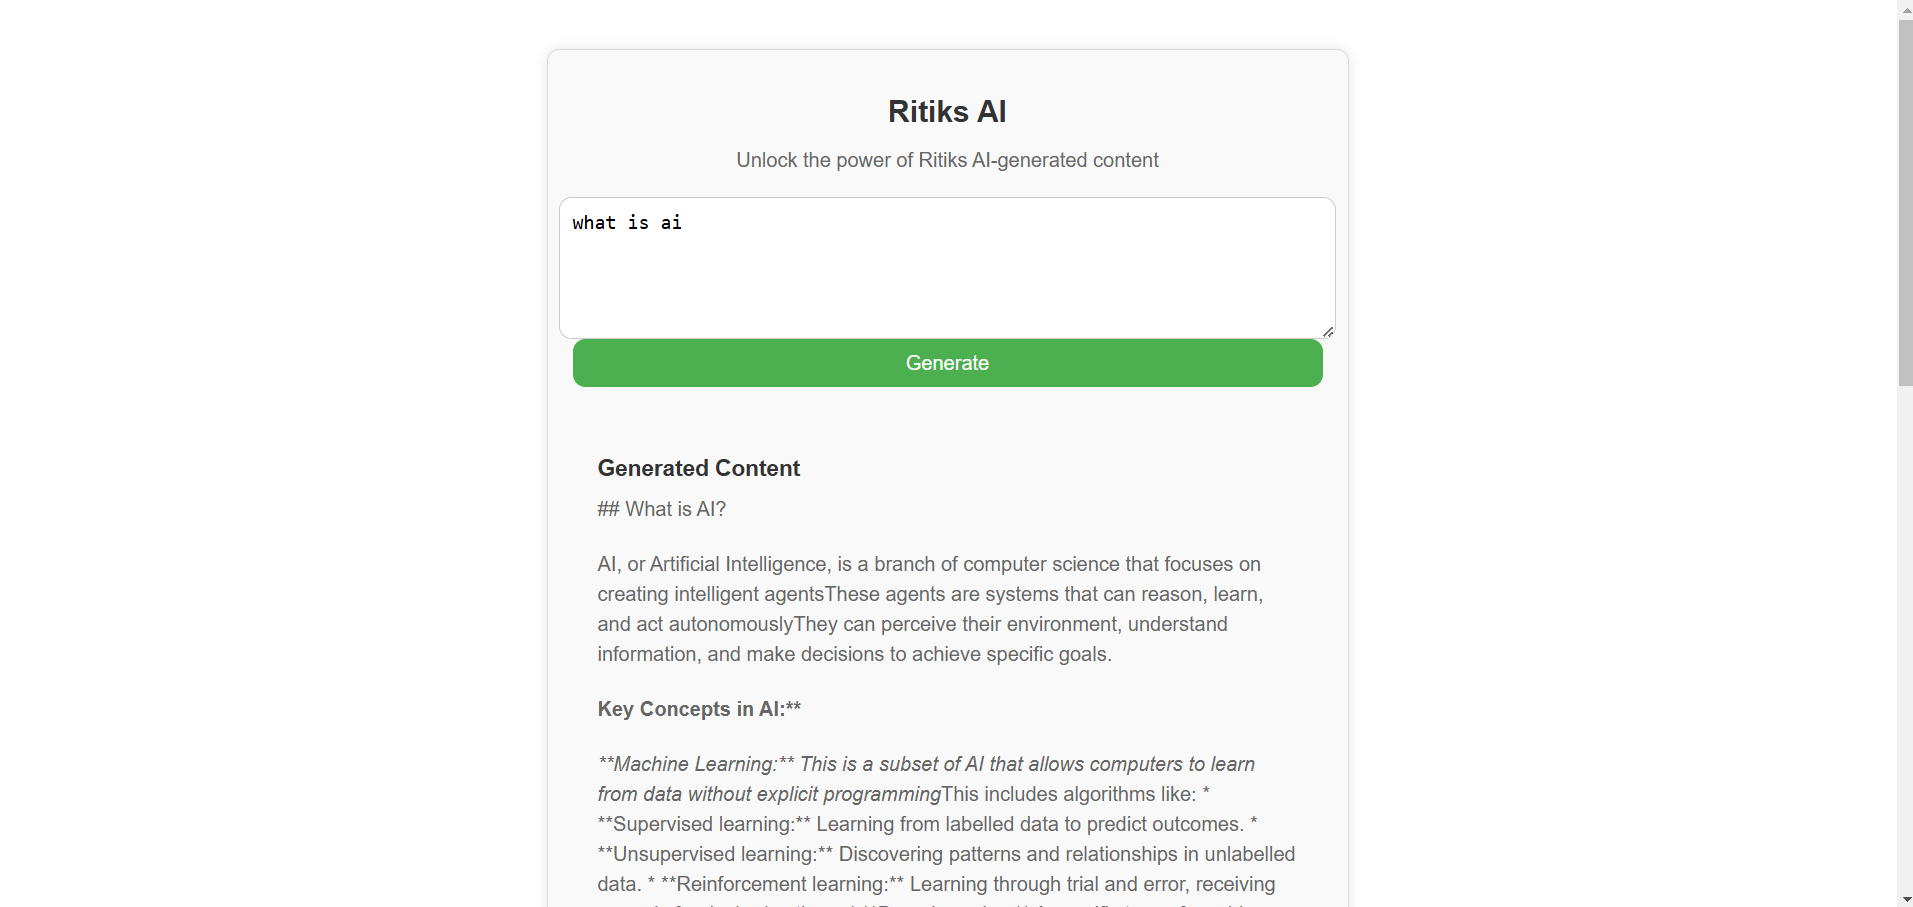 Ritiks AI
Unlock the power of Ritiks AI-generated content
what is ai
Generate
Generated Content
## What is AI?
AI, or Artificial Intelligence, is a branch of computer science that focuses on
creating intelligent agentsThese agents are systems that can reason, learn,
and act autonomouslyThey can perceive their environment, understand
information, and make decisions to achieve specific goals.
Key Concepts in AI:**
**Machine Learning:** This is a subset of AI that allows computers to learn
from data without explicit programmingThis includes algorithms like: *
**Supervised learning:** Learning from labelled data to predict outcomes. *
**Unsupervised learning:** Discovering patterns and relationships in unlabelled
data. * **Reinforcement learning:** Learning through trial and error, receiving